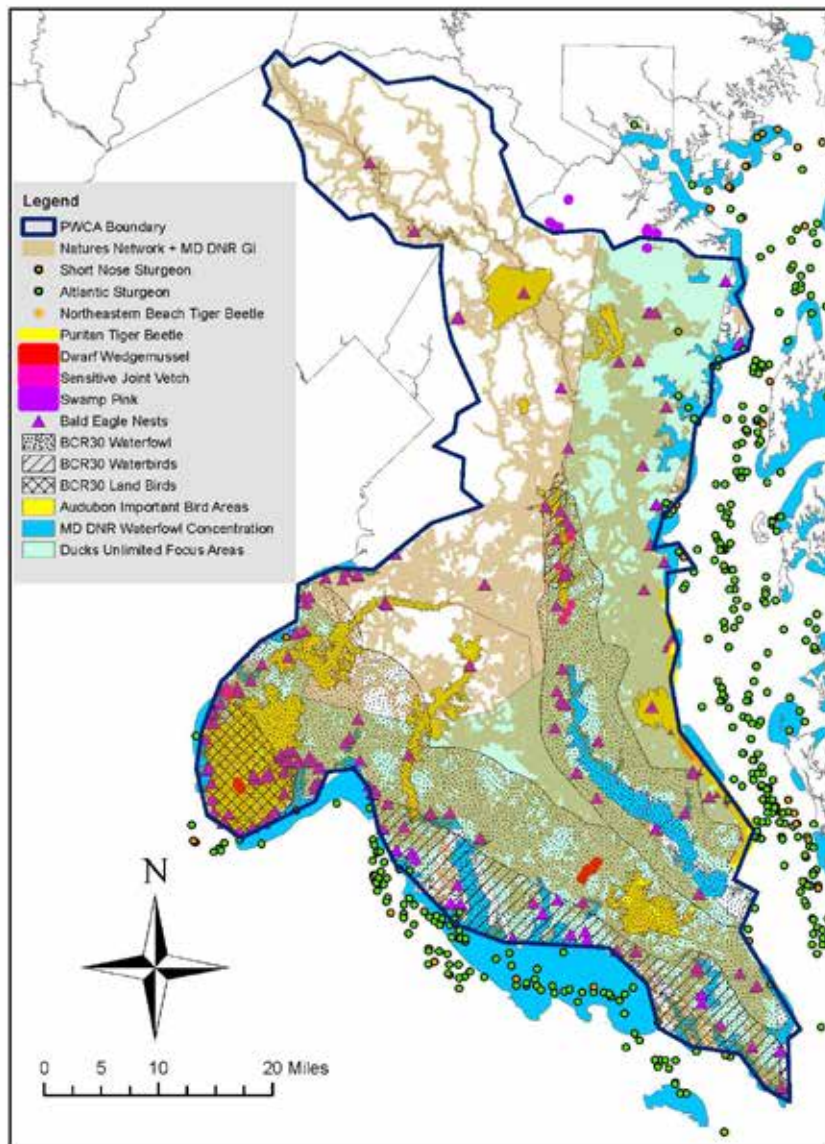 Legend
PWCA Boundary
Natures Network + MD DNR GI
Short Nose Sturgeon
Altlantic Sturgeon
Northeastern Beach Tiger Beetle
Puritan Tiger Beetle
Dwarf Wedgemussel
Sensitive Joint Vetch
Swamp Pink
Bald Eagle Nests
BCR30 Waterfowl
BCR30 Waterbirds
BCR30 Land Birds
Audubon Important Bird Areas
MD DNR Waterfowl Concentration
Ducks Unlimited Focus Areas
N
0 5 10 20 Miles